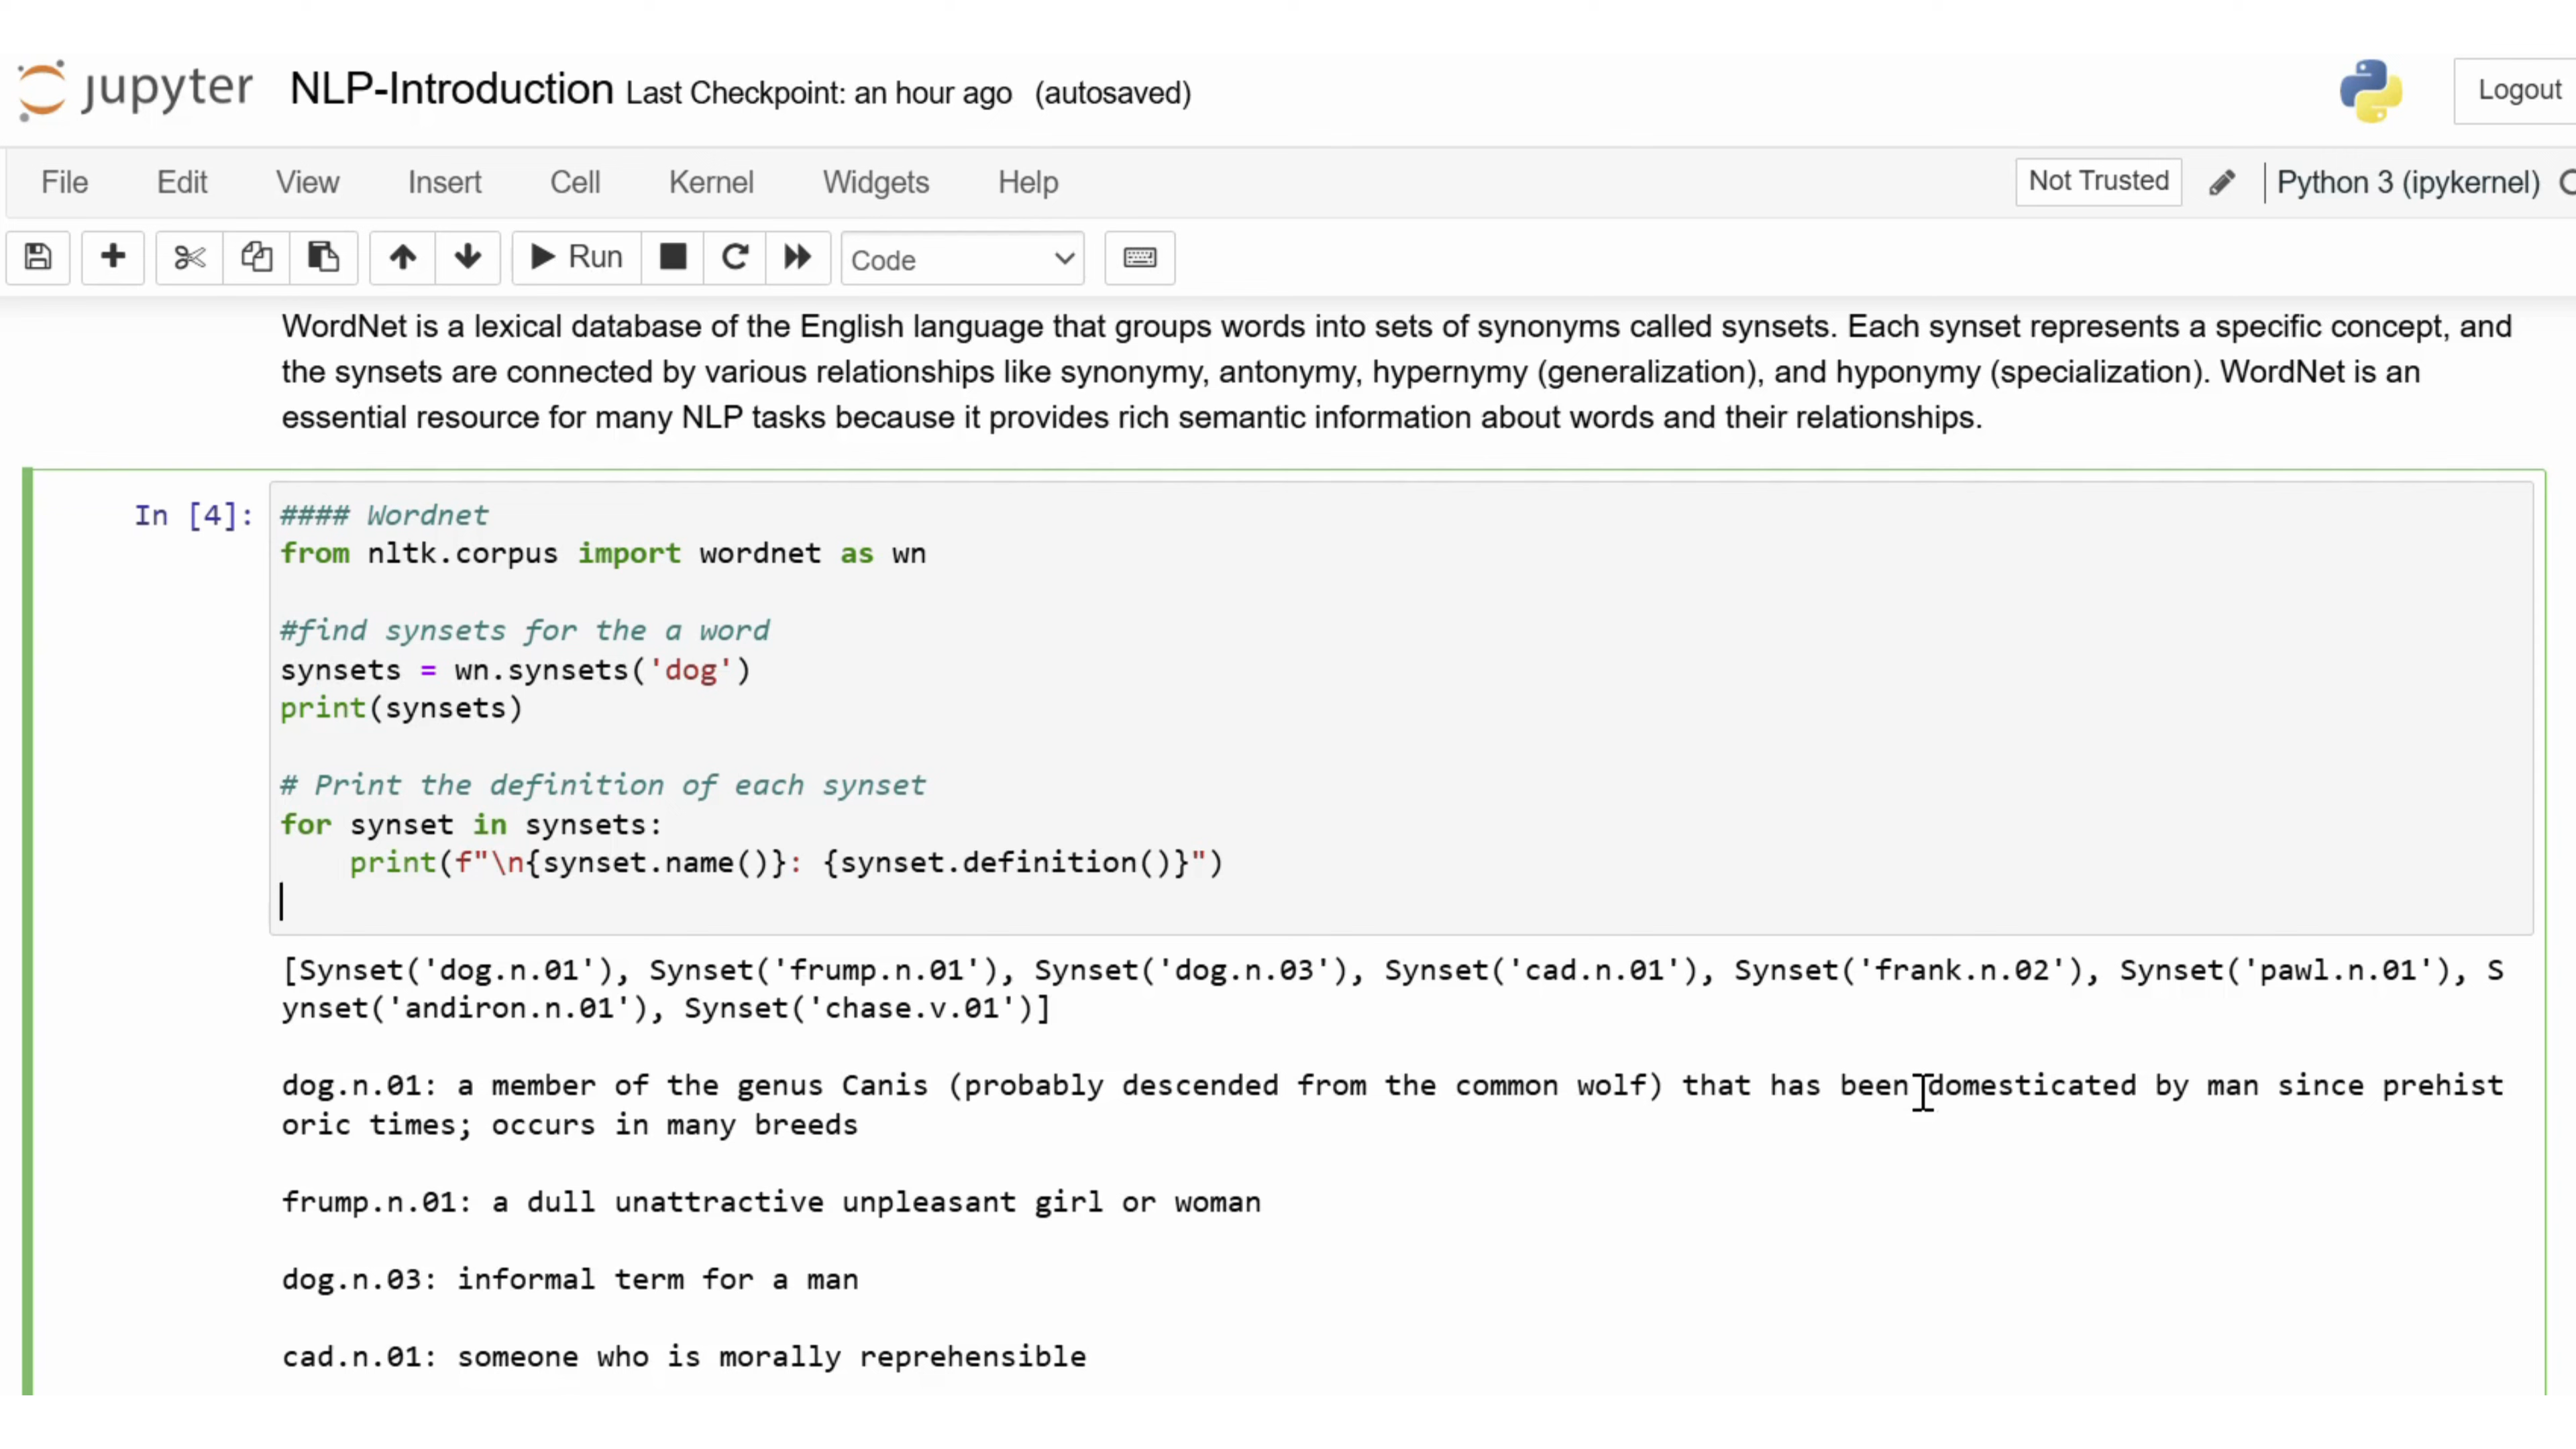 jupyter NLP-Introduction Last Checkpoint: an hour ago (autosaved) Logout
File Edit View Insert Cell Kernel Widgets Help Not Trusted Python 3 (ipykernel)
Run Code
WordNet is a lexical database of the English language that groups words into sets of synonyms called synsets. Each synset represents a specific concept, and
the synsets are connected by various relationships like synonymy, antonymy, hypernymy (generalization), and hyponymy (specialization). WordNet is an
essential resource for many NLP tasks because it provides rich semantic information about words and their relationships.
In [4]: #### Wordnet
from nltk.corpus import wordnet as wn
#find synsets for the a word
synsets = wn.synsets('dog')
print(synsets)
# Print the definition of each synset
for synset in synsets:
    print(f"\n{synset.name()}: {synset.definition()}")
[Synset('dog.n.01'), Synset('frump.n.01'), Synset('dog.n.03'), Synset('cad.n.01'), Synset('frank.n.02'), Synset('pawl.n.01'), S
ynset('andiron.n.01'), Synset('chase.v.01')]
dog.n.01: a member of the genus Canis (probably descended from the common wolf) that has been domesticated by man since prehist
oric times; occurs in many breeds
frump.n.01: a dull unattractive unpleasant girl or woman
dog.n.03: informal term for a man
cad.n.01: someone who is morally reprehensible